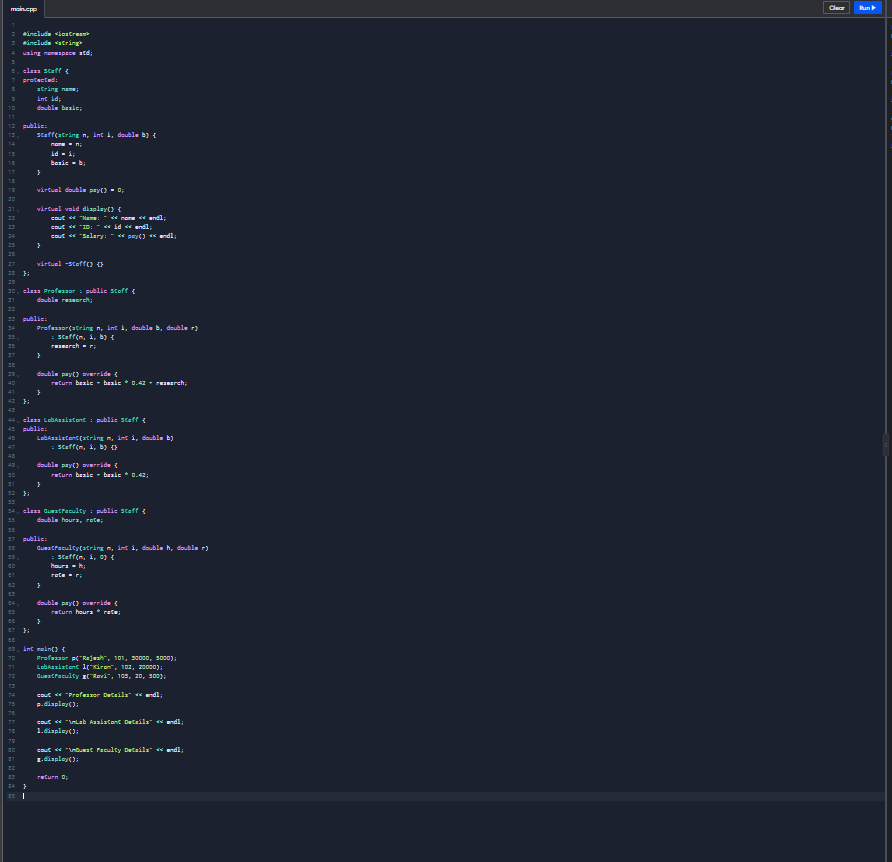 main.cpp
Clear
Run
1
2 #include <iostream>
3 #include <string>
4 using namespace std;
5
6 class Staff {
7 protected:
8 string name;
9 int id;
10 double basic;
11
12 public:
13 Staff(string n, int i, double b) {
14 name = n;
15 id = i;
16 basic = b;
17 }
18
19 virtual double pay() = 0;
20
21 virtual void display() {
22 cout << "Name: " << name << endl;
23 cout << "ID: " << id << endl;
24 cout << "Salary: " << pay() << endl;
25 }
26
27 virtual ~Staff() {}
28 };
29
30 class Professor : public Staff {
31 double research;
32
33 public:
34 Professor(string n, int i, double b, double r)
35 : Staff(n, i, b) {
36 research = r;
37 }
38
39 double pay() override {
40 return basic + basic * 0.42 + research;
41 }
42 };
43
44 class LabAssistant : public Staff {
45 public:
46 LabAssistant(string n, int i, double b)
47 : Staff(n, i, b) {}
48
49 double pay() override {
50 return basic + basic * 0.42;
51 }
52 };
53
54 class GuestFaculty : public Staff {
55 double hours, rate;
56
57 public:
58 GuestFaculty(string n, int i, double h, double r)
59 : Staff(n, i, 0) {
60 hours = h;
61 rate = r;
62 }
63
64 double pay() override {
65 return hours * rate;
66 }
67 };
68
69 int main() {
70 Professor p("Rajesh", 101, 30000, 5000);
71 LabAssistant l("Kiran", 102, 20000);
72 GuestFaculty g("Ravi", 103, 20, 500);
73
74 cout << "Professor Details" << endl;
75 p.display();
76
77 cout << "\nLab Assistant Details" << endl;
78 l.display();
79
80 cout << "\nGuest Faculty Details" << endl;
81 g.display();
82
83 return 0;
84 }
85